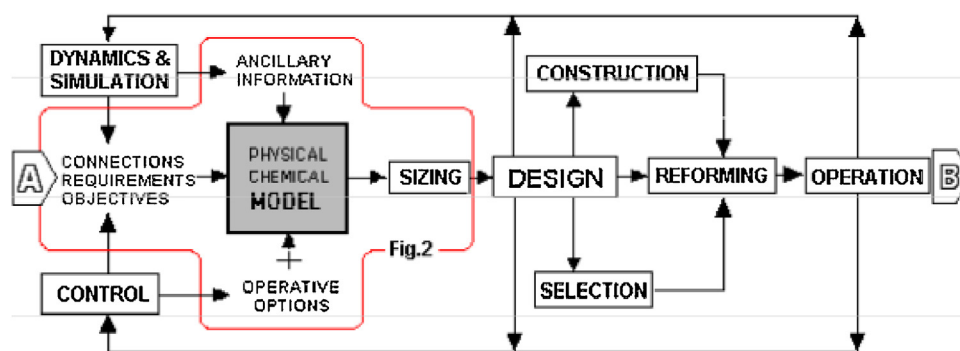 DYNAMICS &
SIMULATION
ANCILLARY
INFORMATION
CONSTRUCTION
A
CONNECTIONS
REQUIREMENTS
OBJECTIVES
PHYSICAL
CHEMICAL
MODEL
SIZING
DESIGN
REFORMING
OPERATION
B
Fig.2
CONTROL
OPERATIVE
OPTIONS
SELECTION